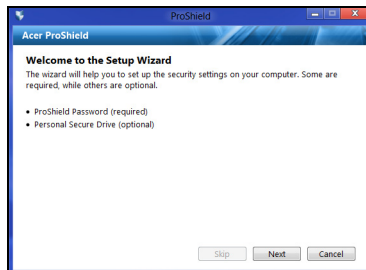 ProShield
Acer ProShield
Welcome to the Setup Wizard
The wizard will help you to set up the security settings on your computer. Some are
required, while others are optional.
• ProShield Password (required)
• Personal Secure Drive (optional)
Skip Next Cancel